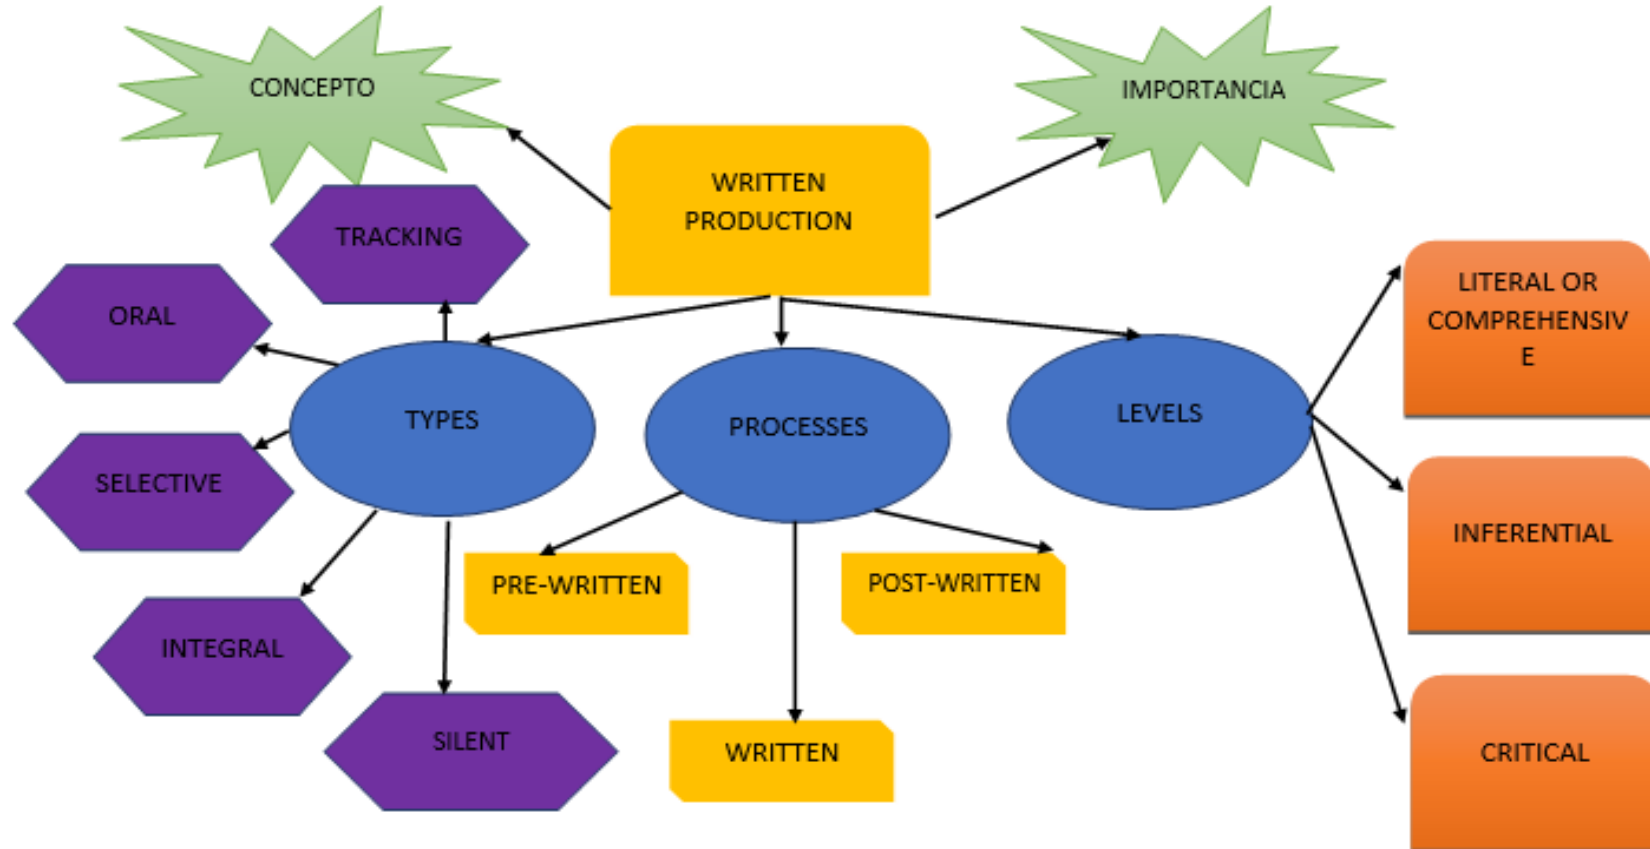 CONCEPTO
IMPORTANCIA
WRITTEN
PRODUCTION
TRACKING
ORAL
SELECTIVE
INTEGRAL
SILENT
TYPES
PROCESSES
LEVELS
PRE-WRITTEN
POST-WRITTEN
WRITTEN
LITERAL OR
COMPREHENSIV
E
INFERENTIAL
CRITICAL